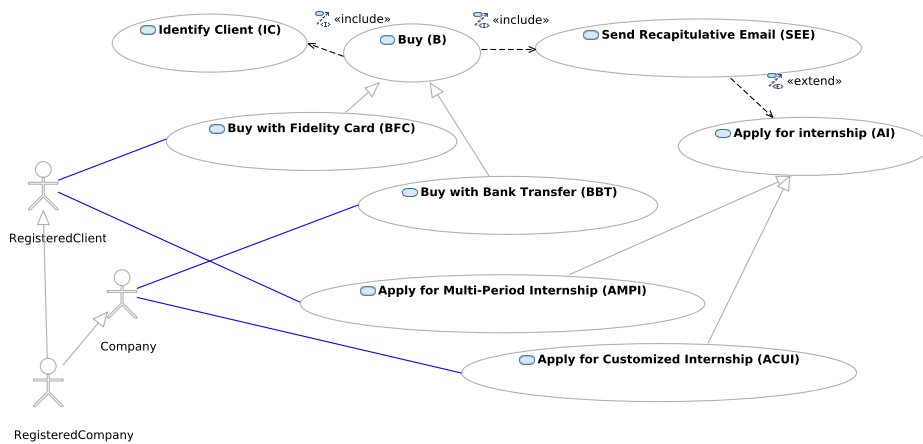 «include»
«include»
Identify Client (IC)
Buy (B)
Send Recapitulative Email (SEE)
«extend»
Buy with Fidelity Card (BFC)
Apply for internship (AI)
Buy with Bank Transfer (BBT)
RegisteredClient
Apply for Multi-Period Internship (AMPI)
Company
Apply for Customized Internship (ACUI)
RegisteredCompany